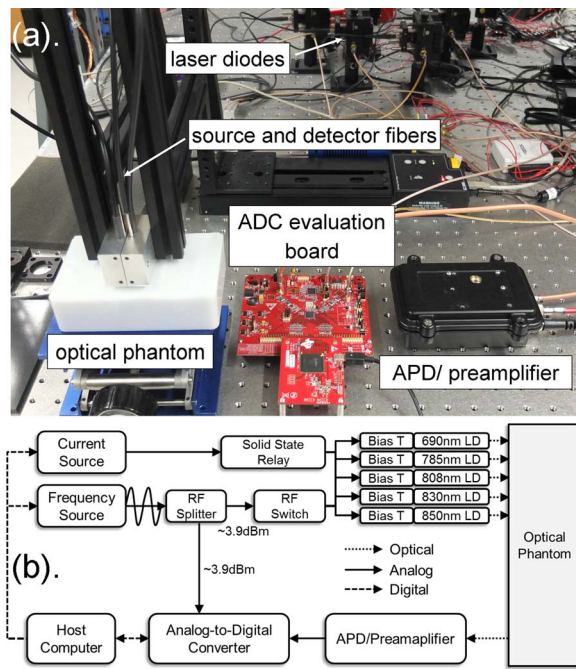 (a).
laser diodes
source and detector fibers
ADC evaluation
board
optical phantom
APD/ preamplifier
Current
Source
Solid State
Relay
Bias T 690nm LD
Bias T 785nm LD
Bias T 808nm LD
Bias T 830nm LD
Bias T 850nm LD
Frequency
Source
RF
Splitter
RF
Switch
~3.9dBm
~3.9dBm
Optical
Phantom
(b).
Optical
Analog
Digital
Host
Computer
Analog-to-Digital
Converter
APD/Preamaplifier